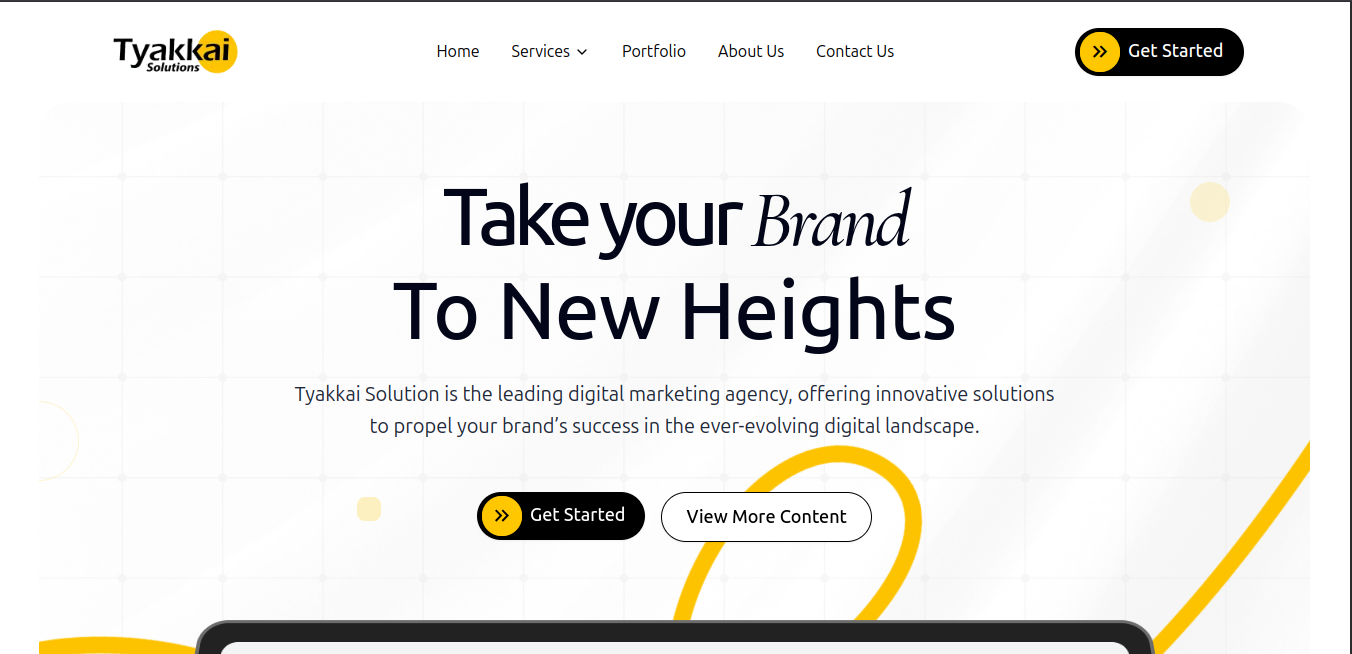 Tyakkai
Solutions
Home
Services
Portfolio
About Us
Contact Us
Get Started
Take your Brand
To New Heights
Tyakkai Solution is the leading digital marketing agency, offering innovative solutions
to propel your brand’s success in the ever-evolving digital landscape.
Get Started
View More Content